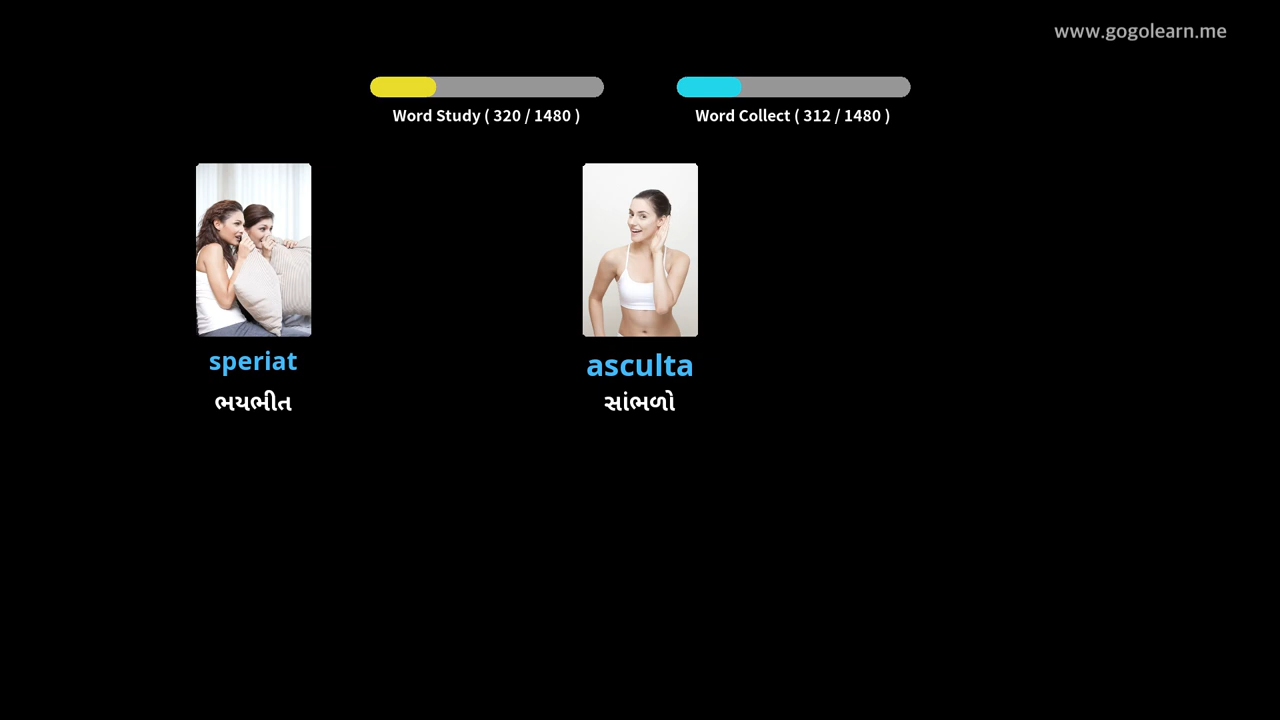 www.gogolearn.me
Word Study ( 320 / 1480 )
Word Collect ( 312 / 1480 )
speriat
ભયભીત
asculta
સાંભળો